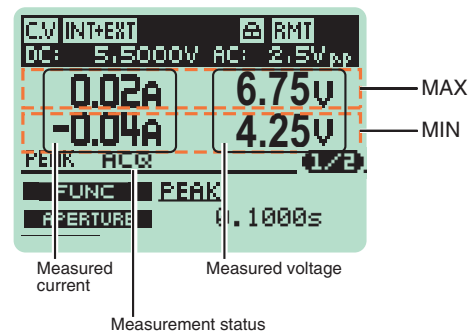 C.V INT+EXT RMT
DC: 5.5000V AC: 2.5Vpp
0.02A 6.75V MAX
-0.04A 4.25V MIN
PEAK ACQ 1/2
FUNC PEAK
APERTURE 0.1000s
Measured current
Measured voltage
Measurement status